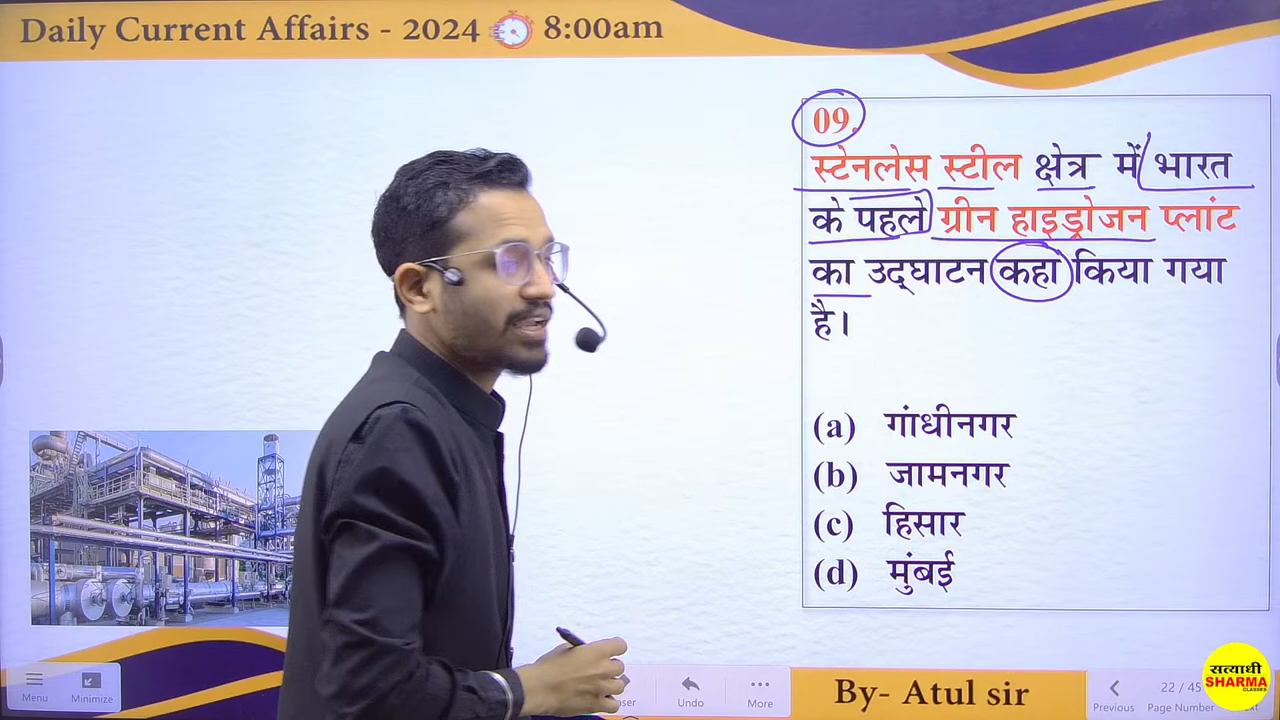 Daily Current Affairs - 2024 8:00am
09.
स्टेनलेस स्टील क्षेत्र में भारत
के पहले ग्रीन हाइड्रोजन प्लांट
का उद्घाटन कहा किया गया
है।
(a) गांधीनगर
(b) जामनगर
(c) हिसार
(d) मुंबई
By- Atul sir
Menu
Minimize
Undo
More
Previous
22 / 45
Page Number
सत्याधी
SHARMA
CLASSES